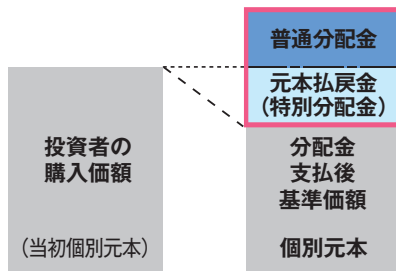 普通分配金
元本払戻金
（特別分配金）
投資者の
購入価額
（当初個別元本）
分配金
支払後
基準価額
個別元本